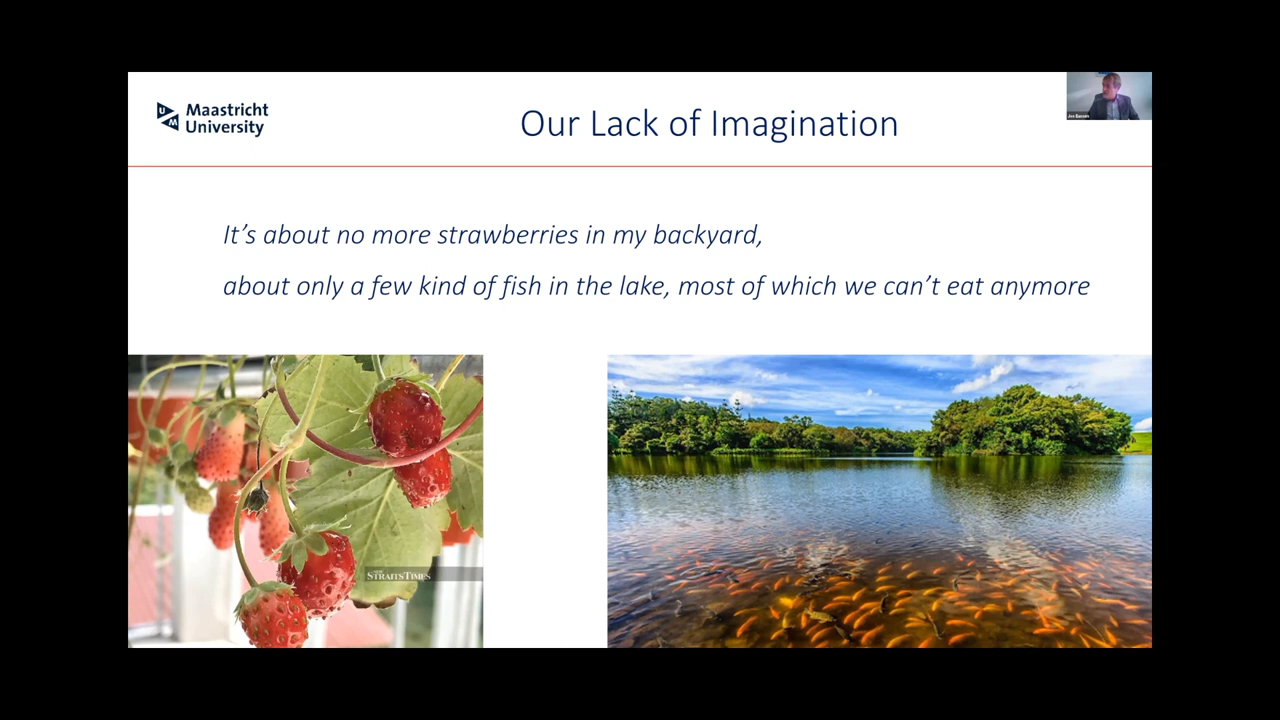 Maastricht
University
Our Lack of Imagination
It’s about no more strawberries in my backyard,
about only a few kind of fish in the lake, most of which we can’t eat anymore
NEW
STRAITS TIMES